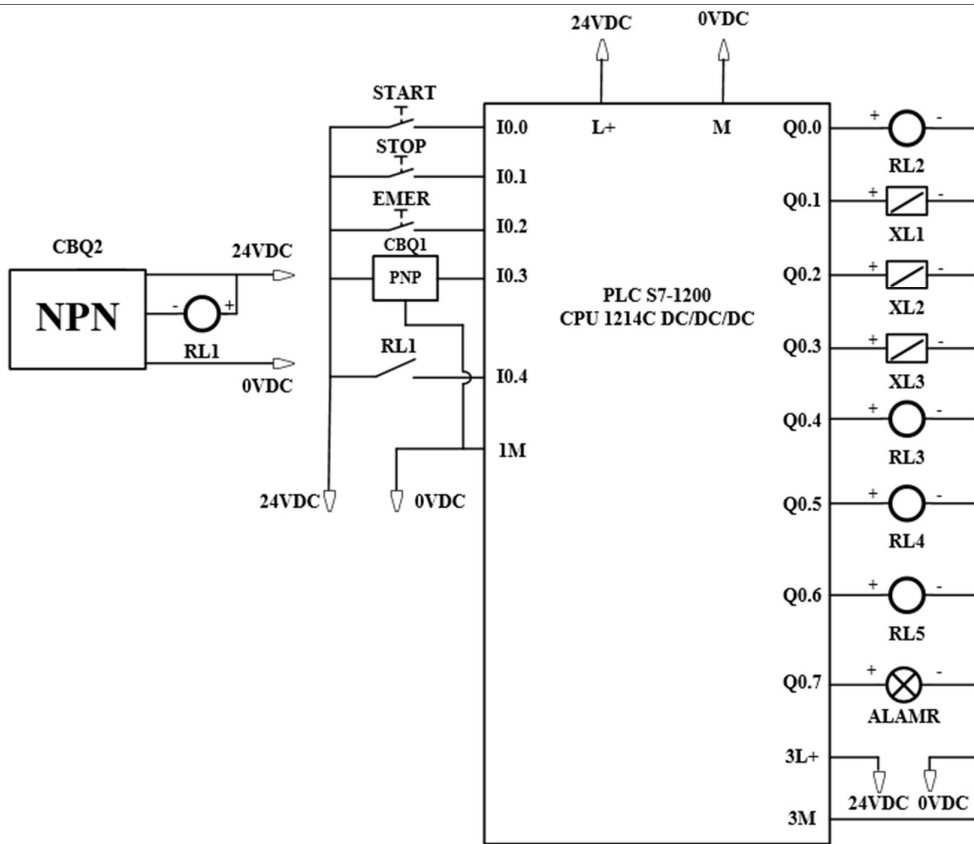 24VDC
0VDC
START
I0.0
L+
M
Q0.0
+
-
RL2
STOP
I0.1
Q0.1
+
-
XL1
EMER
I0.2
CBQ1
PNP
I0.3
CBQ2
NPN
24VDC
-
+
RL1
0VDC
PLC S7-1200
CPU 1214C DC/DC/DC
Q0.2
+
-
XL2
RL1
I0.4
Q0.3
+
-
XL3
1M
24VDC
0VDC
Q0.4
+
-
RL3
Q0.5
+
-
RL4
Q0.6
+
-
RL5
Q0.7
+
-
ALAMR
3L+
24VDC
0VDC
3M